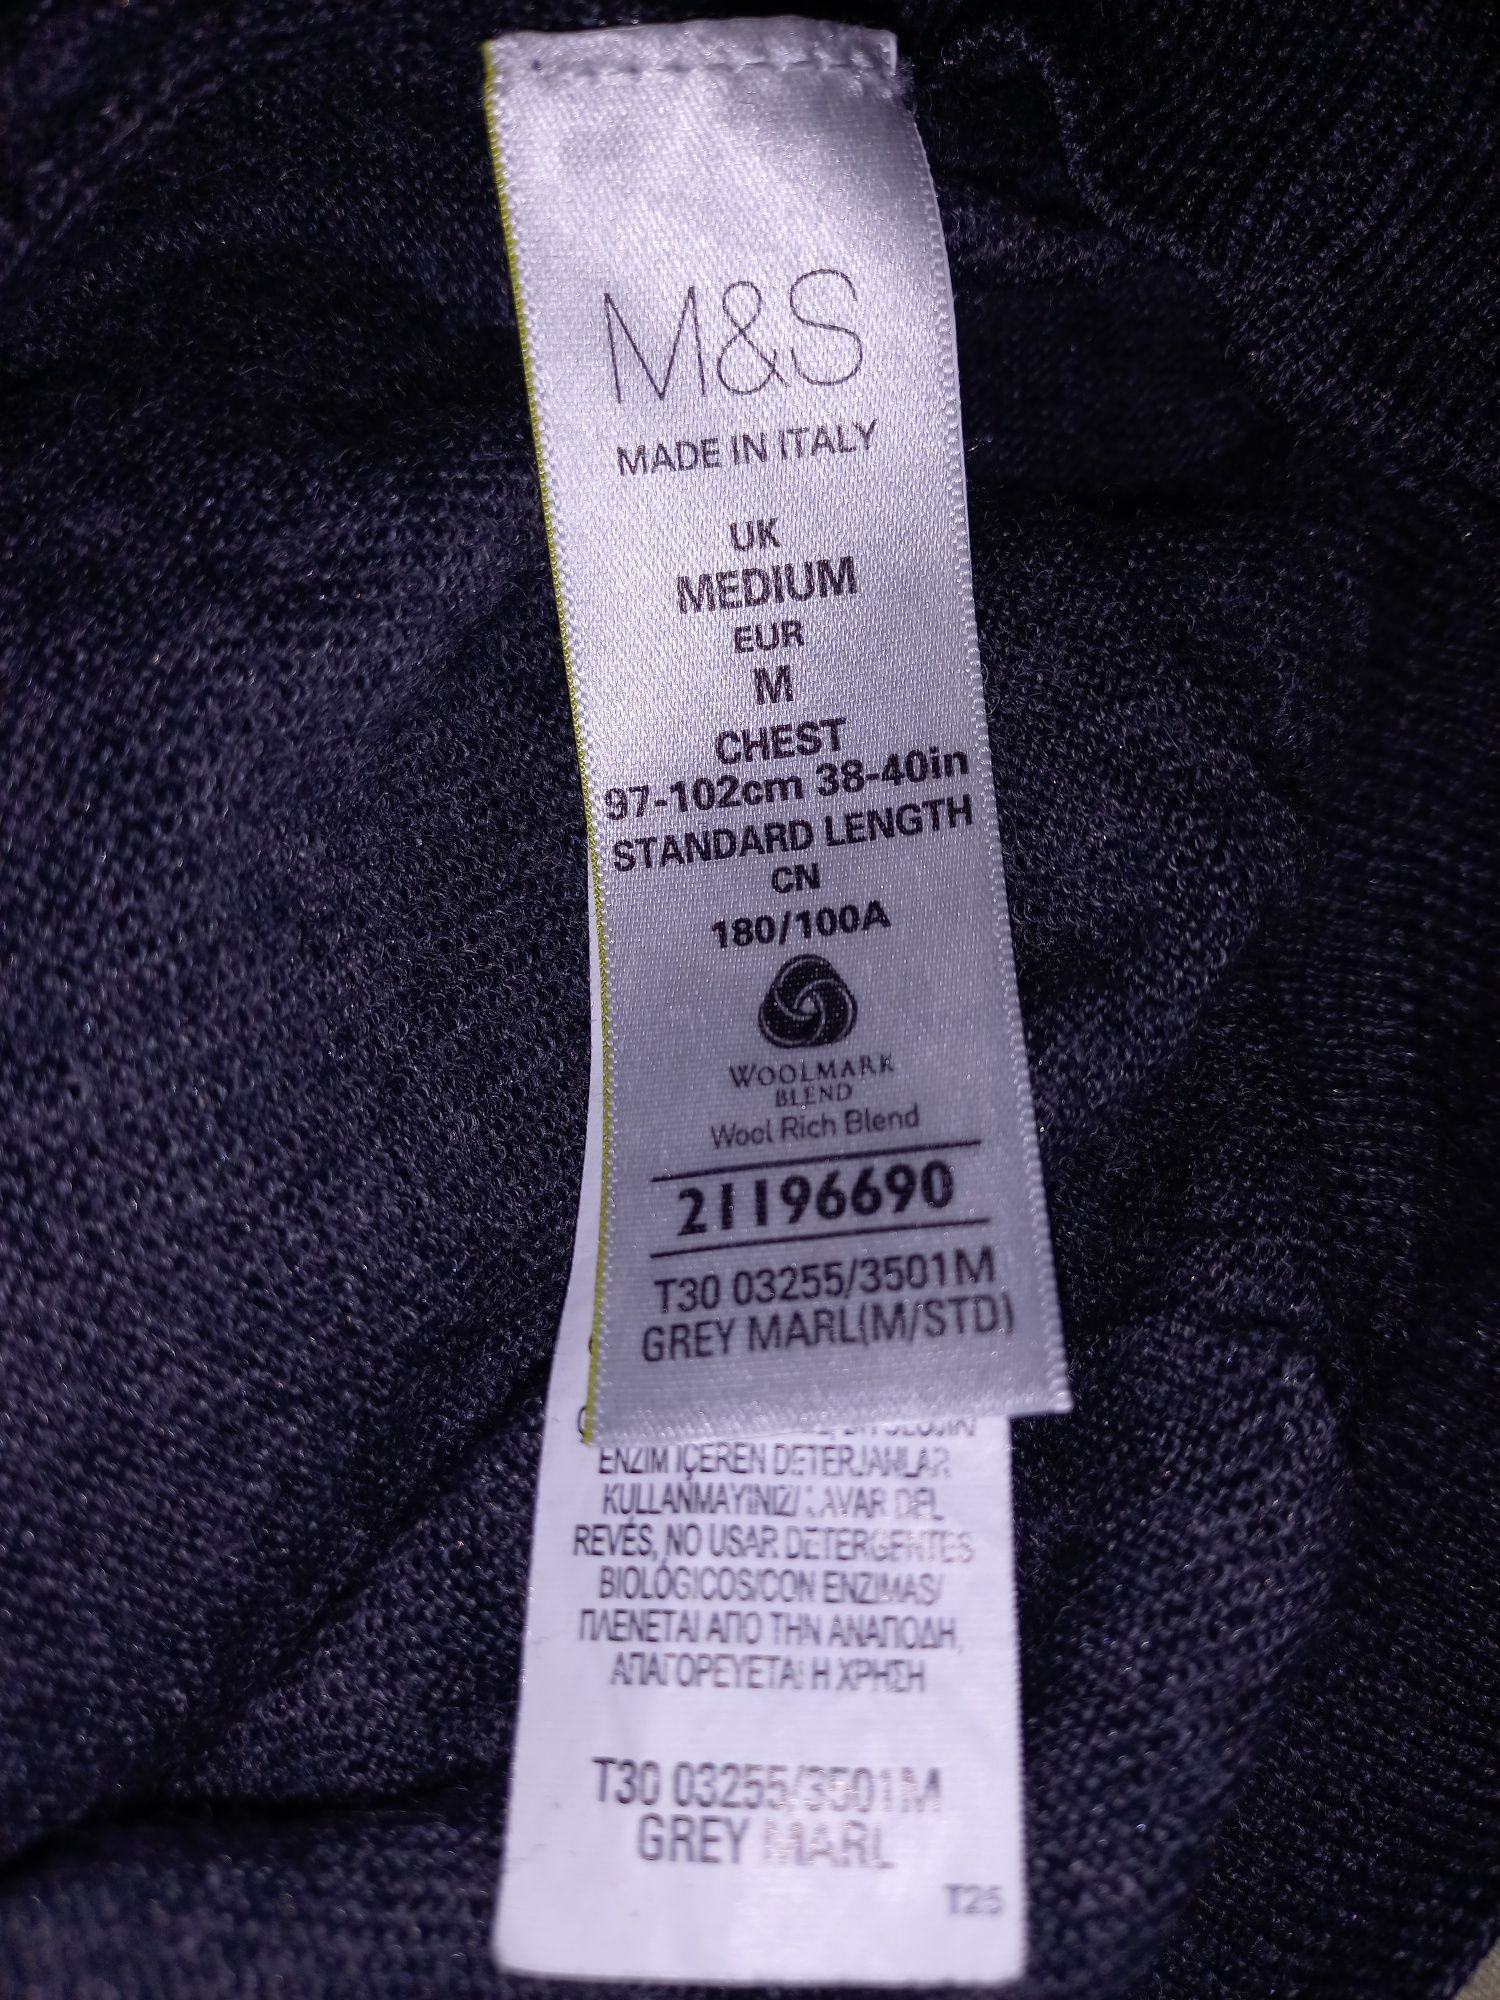 M&S
MADE IN ITALY
UK
MEDIUM
EUR
M
CHEST
97-102cm 38-40in
STANDARD LENGTH
CN
180/100A
WOOLMARK
BLEND
Wool Rich Blend
21196690
T30 03255/3501M
GREY MARL(M/STD)
ENZIM İÇEREN DETERJANLAR
KULLANMAYINIZ/ LAVAR DEL
REVÉS, NO USAR DETERGENTES
BIOLÓGICOS/CON ENZIMAS/
ΠΛΕΝΕΤΑΙ ΑΠΟ ΤΗΝ ΑΝΑΠΟΔΗ,
ΑΠΑΓΟΡΕΥΕΤΑΙ Η ΧΡΗΣΗ
T30 03255/3501M
GREY MARL
T25